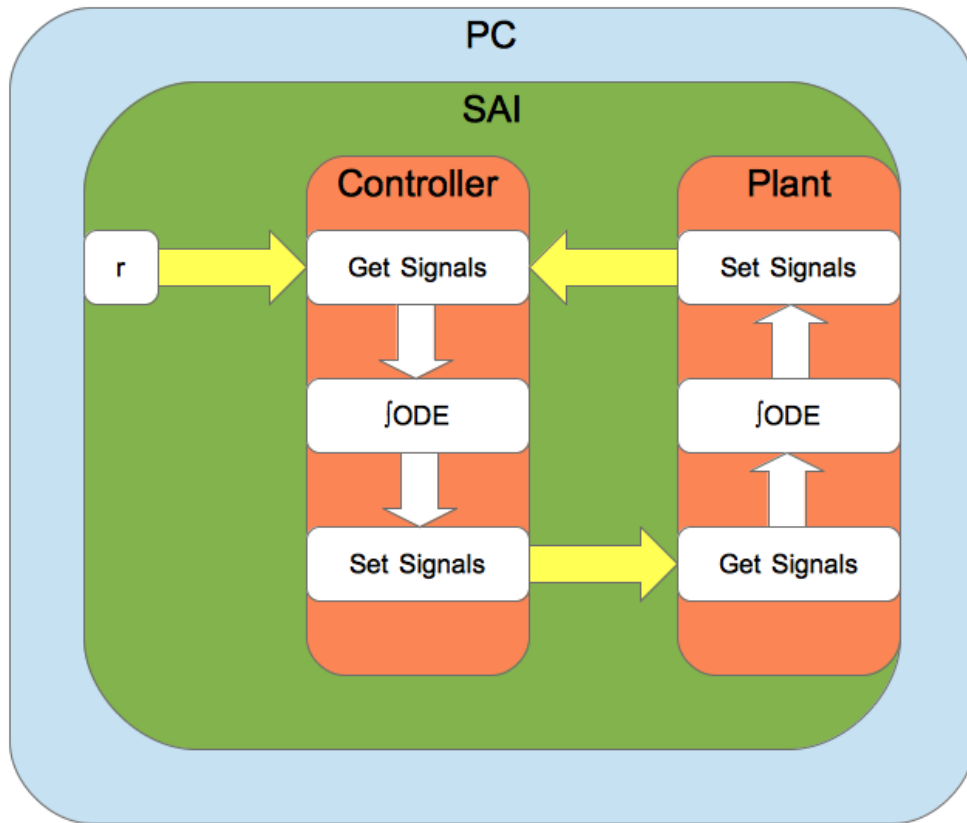 PC
SAI
Controller
Plant
r
Get Signals
Set Signals
∫ODE
∫ODE
Set Signals
Get Signals